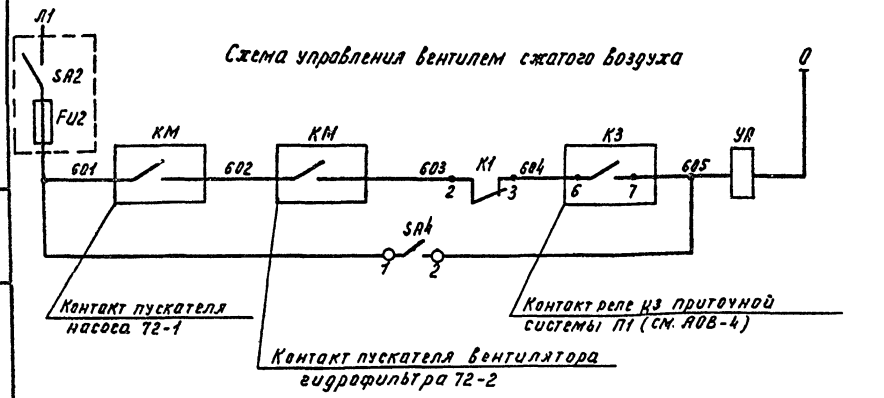 Л1
Схема управления вентилем сжатого воздуха
0
SA2
FU2
КМ
КМ
К3
УА
601
602
603
К1
604
605
2
3
6
7
SA4
1
2
Контакт пускателя
насоса 72-1
Контакт реле К3 приточной
системы П1 (см. АОВ-4)
Контакт пускателя вентилятора
гидрофильтра 72-2